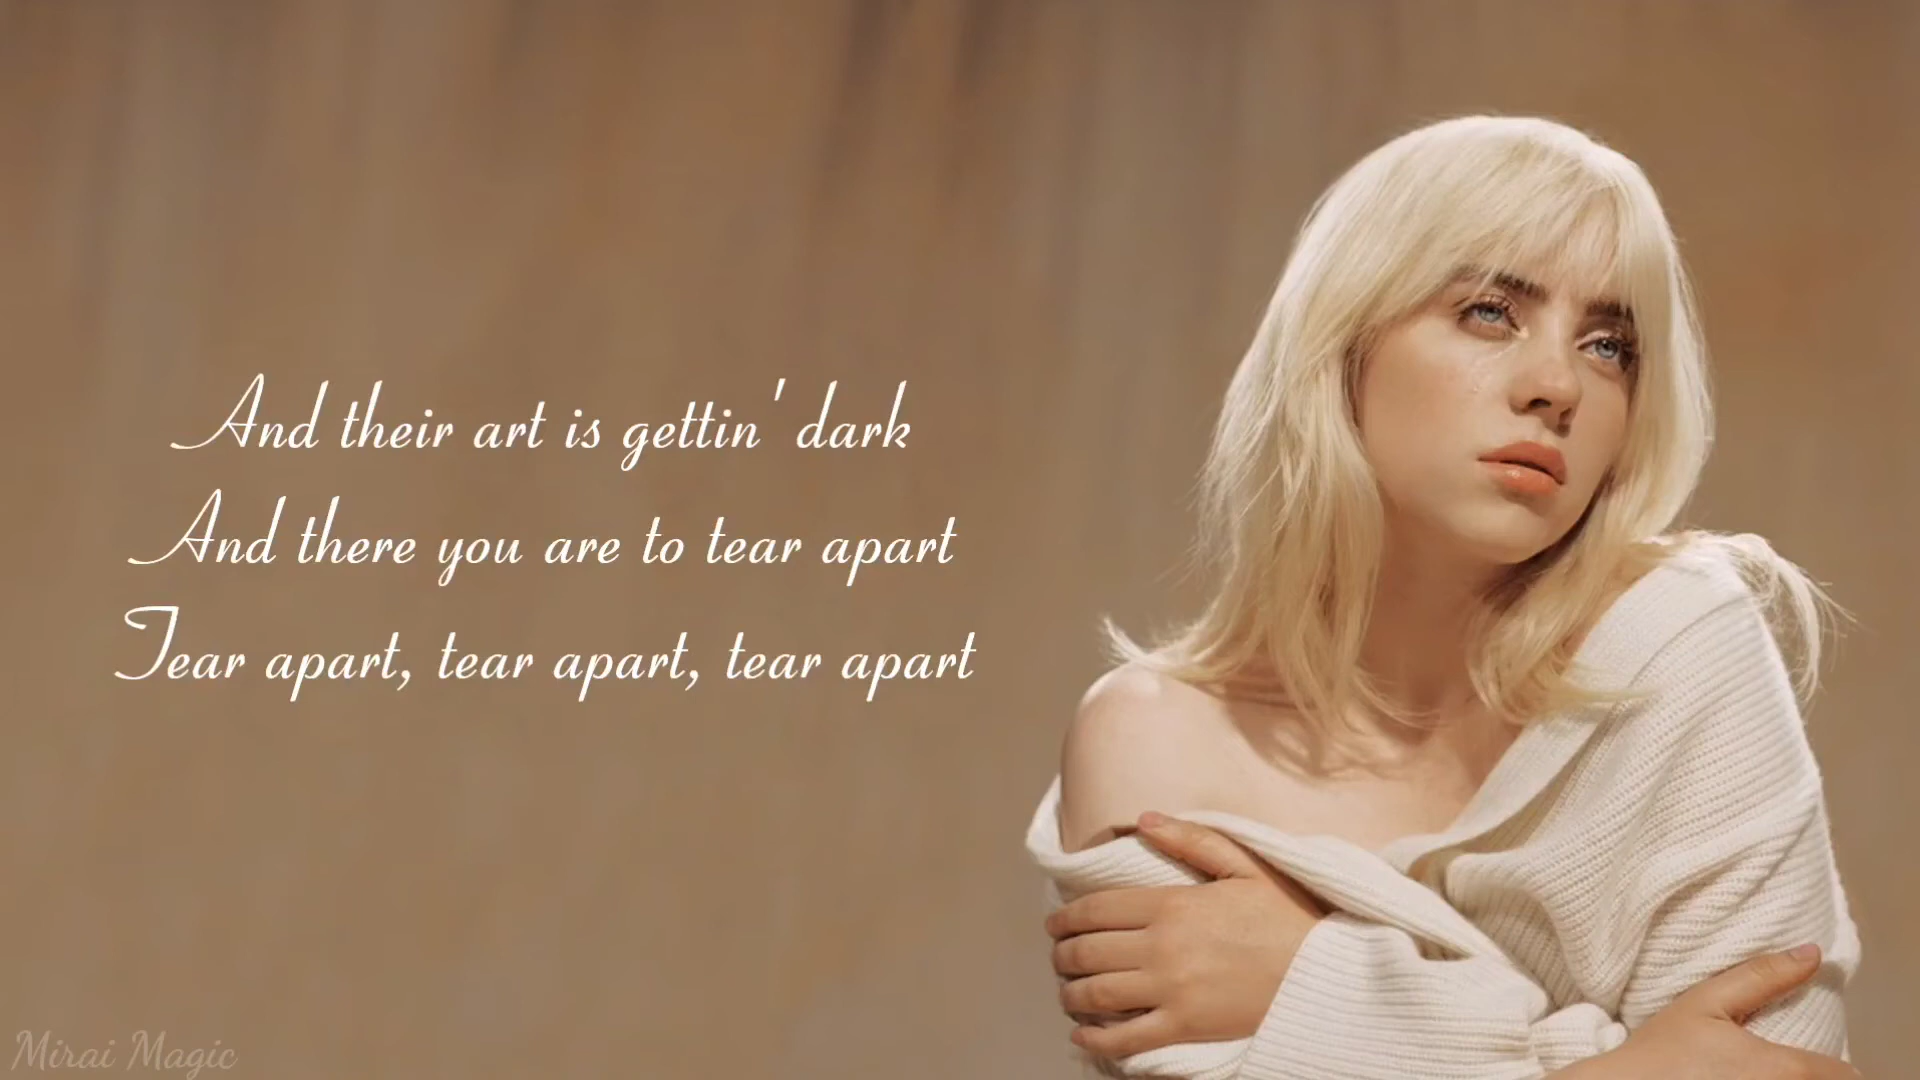 And their art is gettin' dark
And there you are to tear apart
Tear apart, tear apart, tear apart
Mirai Magic